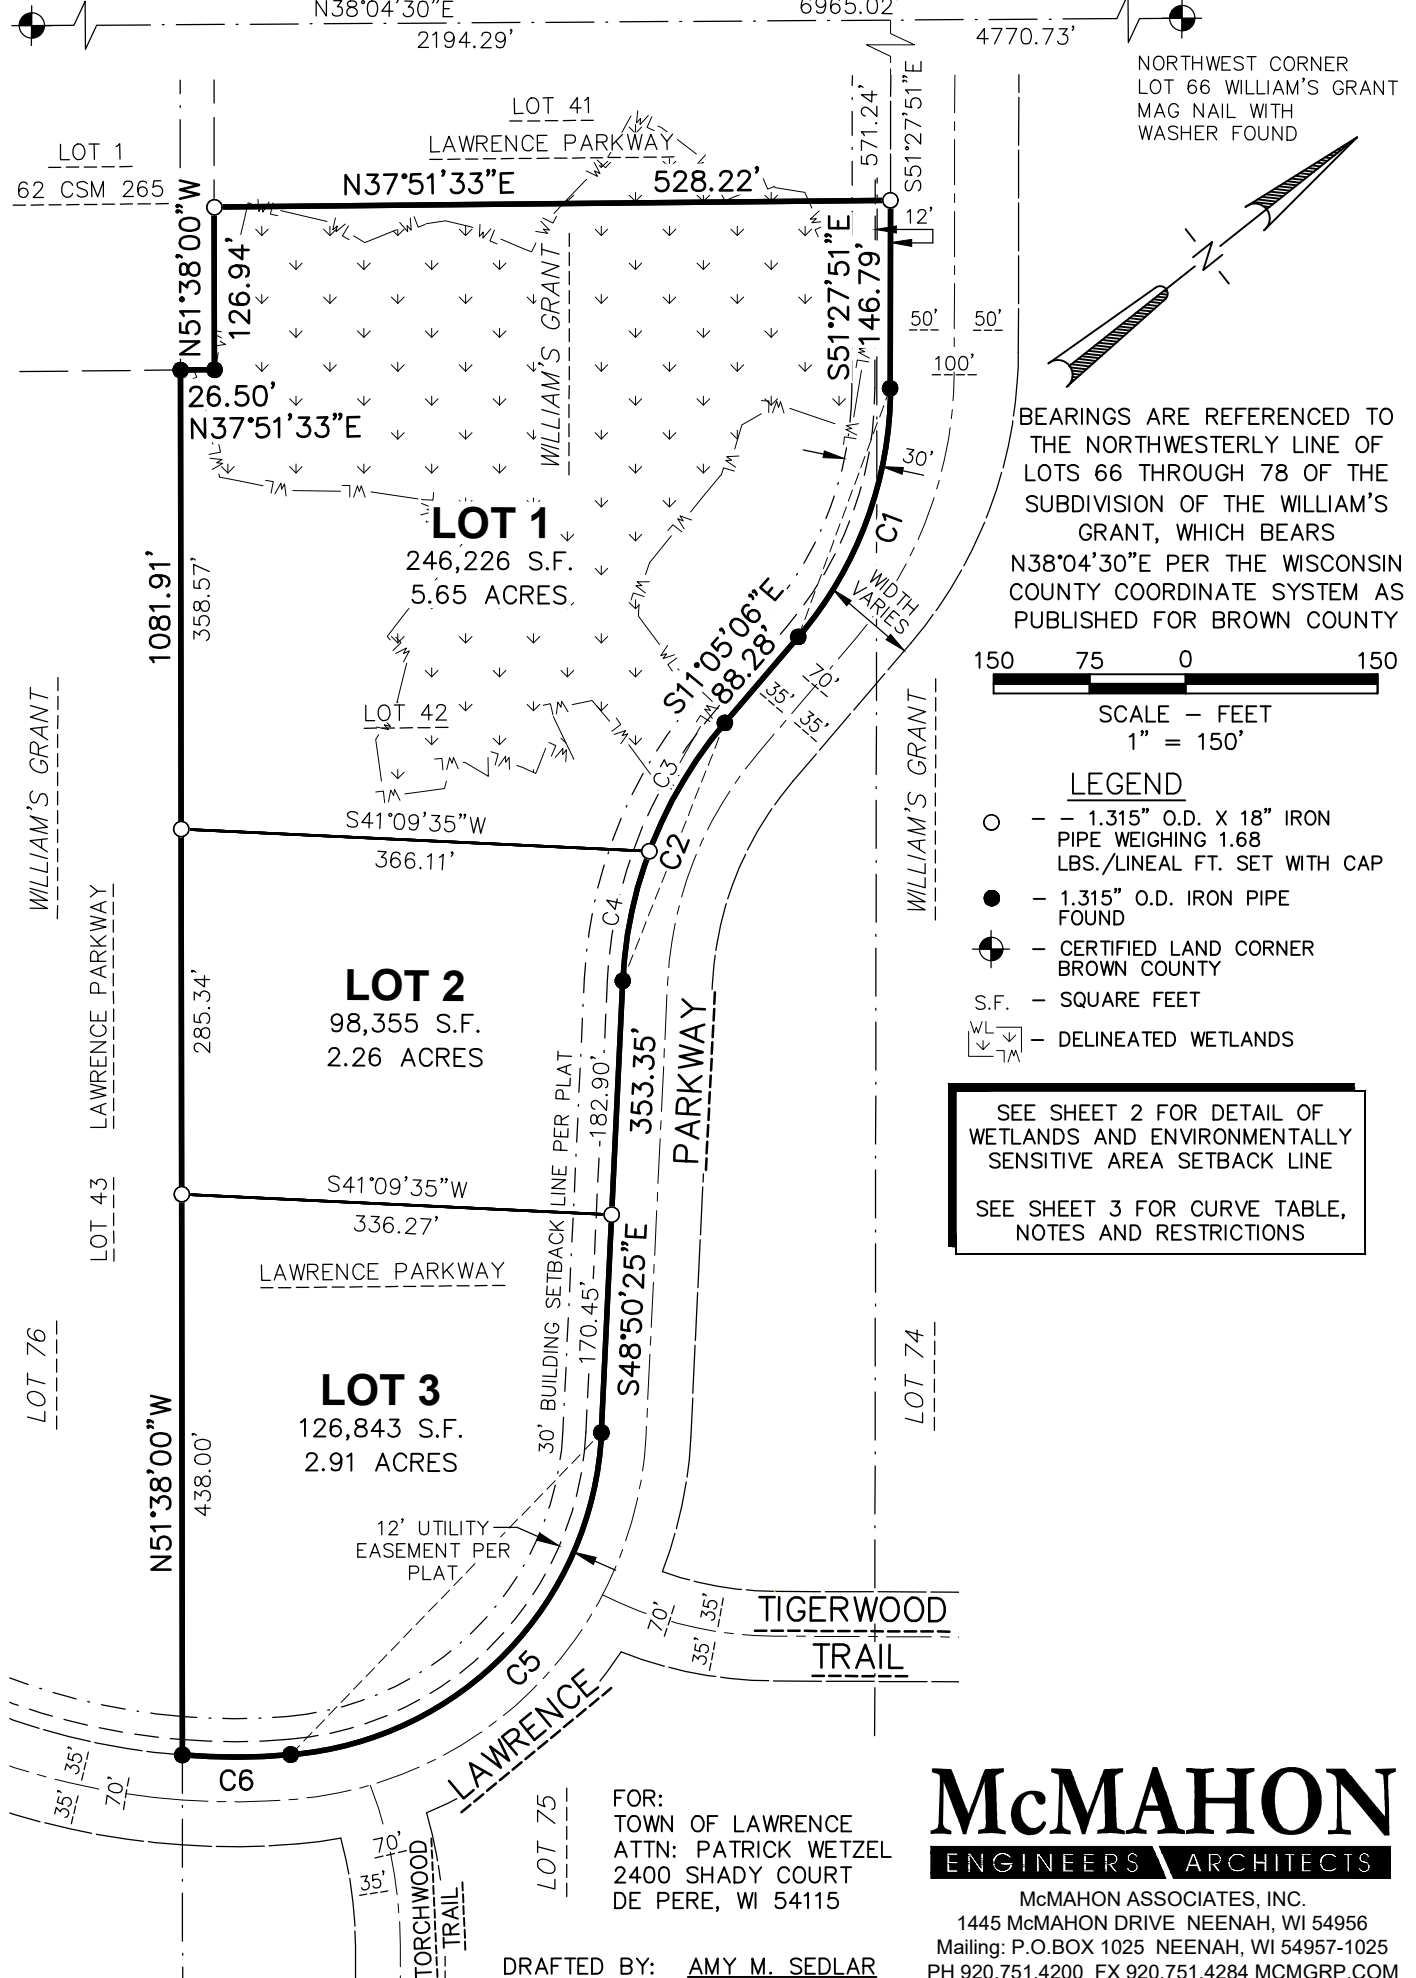 N38°04'30"E
6965.02'
2194.29'
4770.73'
NORTHWEST CORNER
LOT 66 WILLIAM'S GRANT
MAG NAIL WITH
WASHER FOUND
LOT 41
LAWRENCE PARKWAY
LOT 1
62 CSM 265
N37°51'33"E
528.22'
571.24'
S51°27'51"E
12'
N51°38'00"W
126.94'
WILLIAM'S GRANT
S51°27'51"E
146.79'
50'
50'
100'
N
26.50'
N37°51'33"E
30'
C1
BEARINGS ARE REFERENCED TO
THE NORTHWESTERLY LINE OF
LOTS 66 THROUGH 78 OF THE
SUBDIVISION OF THE WILLIAM'S
GRANT, WHICH BEARS
N38°04'30"E PER THE WISCONSIN
COUNTY COORDINATE SYSTEM AS
PUBLISHED FOR BROWN COUNTY
LOT 1
246,226 S.F.
5.65 ACRES
1081.91'
358.57'
WIDTH
VARIES
S11°05'06"E
88.28'
70'
35'
35'
150
75
0
150
SCALE – FEET
1" = 150'
WILLIAM'S GRANT
WILLIAM'S GRANT
LOT 42
C3
C2
C4
LEGEND
– – 1.315" O.D. X 18" IRON
PIPE WEIGHING 1.68
LBS./LINEAL FT. SET WITH CAP
– 1.315" O.D. IRON PIPE
FOUND
– CERTIFIED LAND CORNER
BROWN COUNTY
S.F. – SQUARE FEET
WL
WL
– DELINEATED WETLANDS
S41°09'35"W
366.11'
LAWRENCE PARKWAY
LOT 43
285.34'
LOT 2
98,355 S.F.
2.26 ACRES
30' BUILDING SETBACK LINE PER PLAT
182.90'
353.35'
PARKWAY
SEE SHEET 2 FOR DETAIL OF
WETLANDS AND ENVIRONMENTALLY
SENSITIVE AREA SETBACK LINE
SEE SHEET 3 FOR CURVE TABLE,
NOTES AND RESTRICTIONS
S41°09'35"W
336.27'
LAWRENCE PARKWAY
170.45'
S48°50'25"E
LOT 76
LOT 74
LOT 3
126,843 S.F.
2.91 ACRES
N51°38'00"W
438.00'
12' UTILITY
EASEMENT PER
PLAT
70'
35'
35'
TIGERWOOD
TRAIL
C5
LAWRENCE
C6
35'
35'
70'
70'
35'
TORCHWOOD
TRAIL
LOT 75
FOR:
TOWN OF LAWRENCE
ATTN: PATRICK WETZEL
2400 SHADY COURT
DE PERE, WI 54115
DRAFTED BY: AMY M. SEDLAR
McMAHON
ENGINEERS ARCHITECTS
McMAHON ASSOCIATES, INC.
1445 McMAHON DRIVE NEENAH, WI 54956
Mailing: P.O.BOX 1025 NEENAH, WI 54957-1025
PH 920.751.4200 FX 920.751.4284 MCMGRP.COM